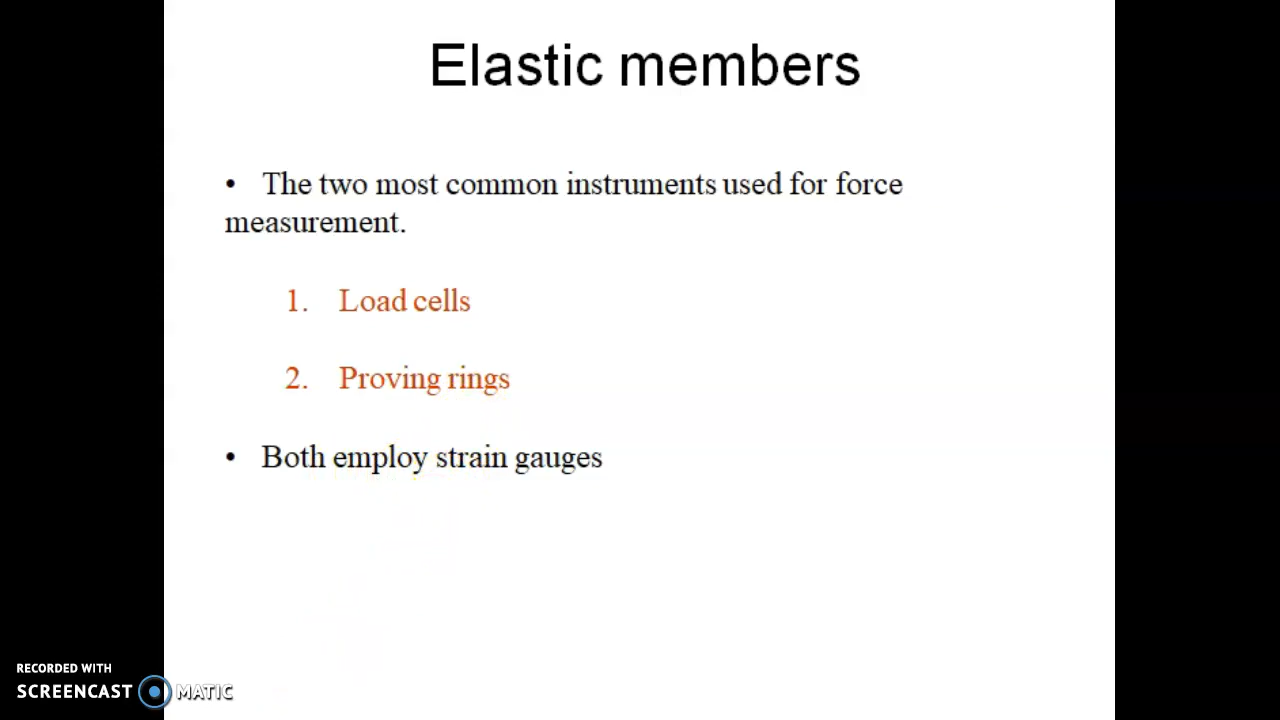 Elastic members
• The two most common instruments used for force
measurement.
1. Load cells
2. Proving rings
• Both employ strain gauges
RECORDED WITH
SCREENCAST MATIC